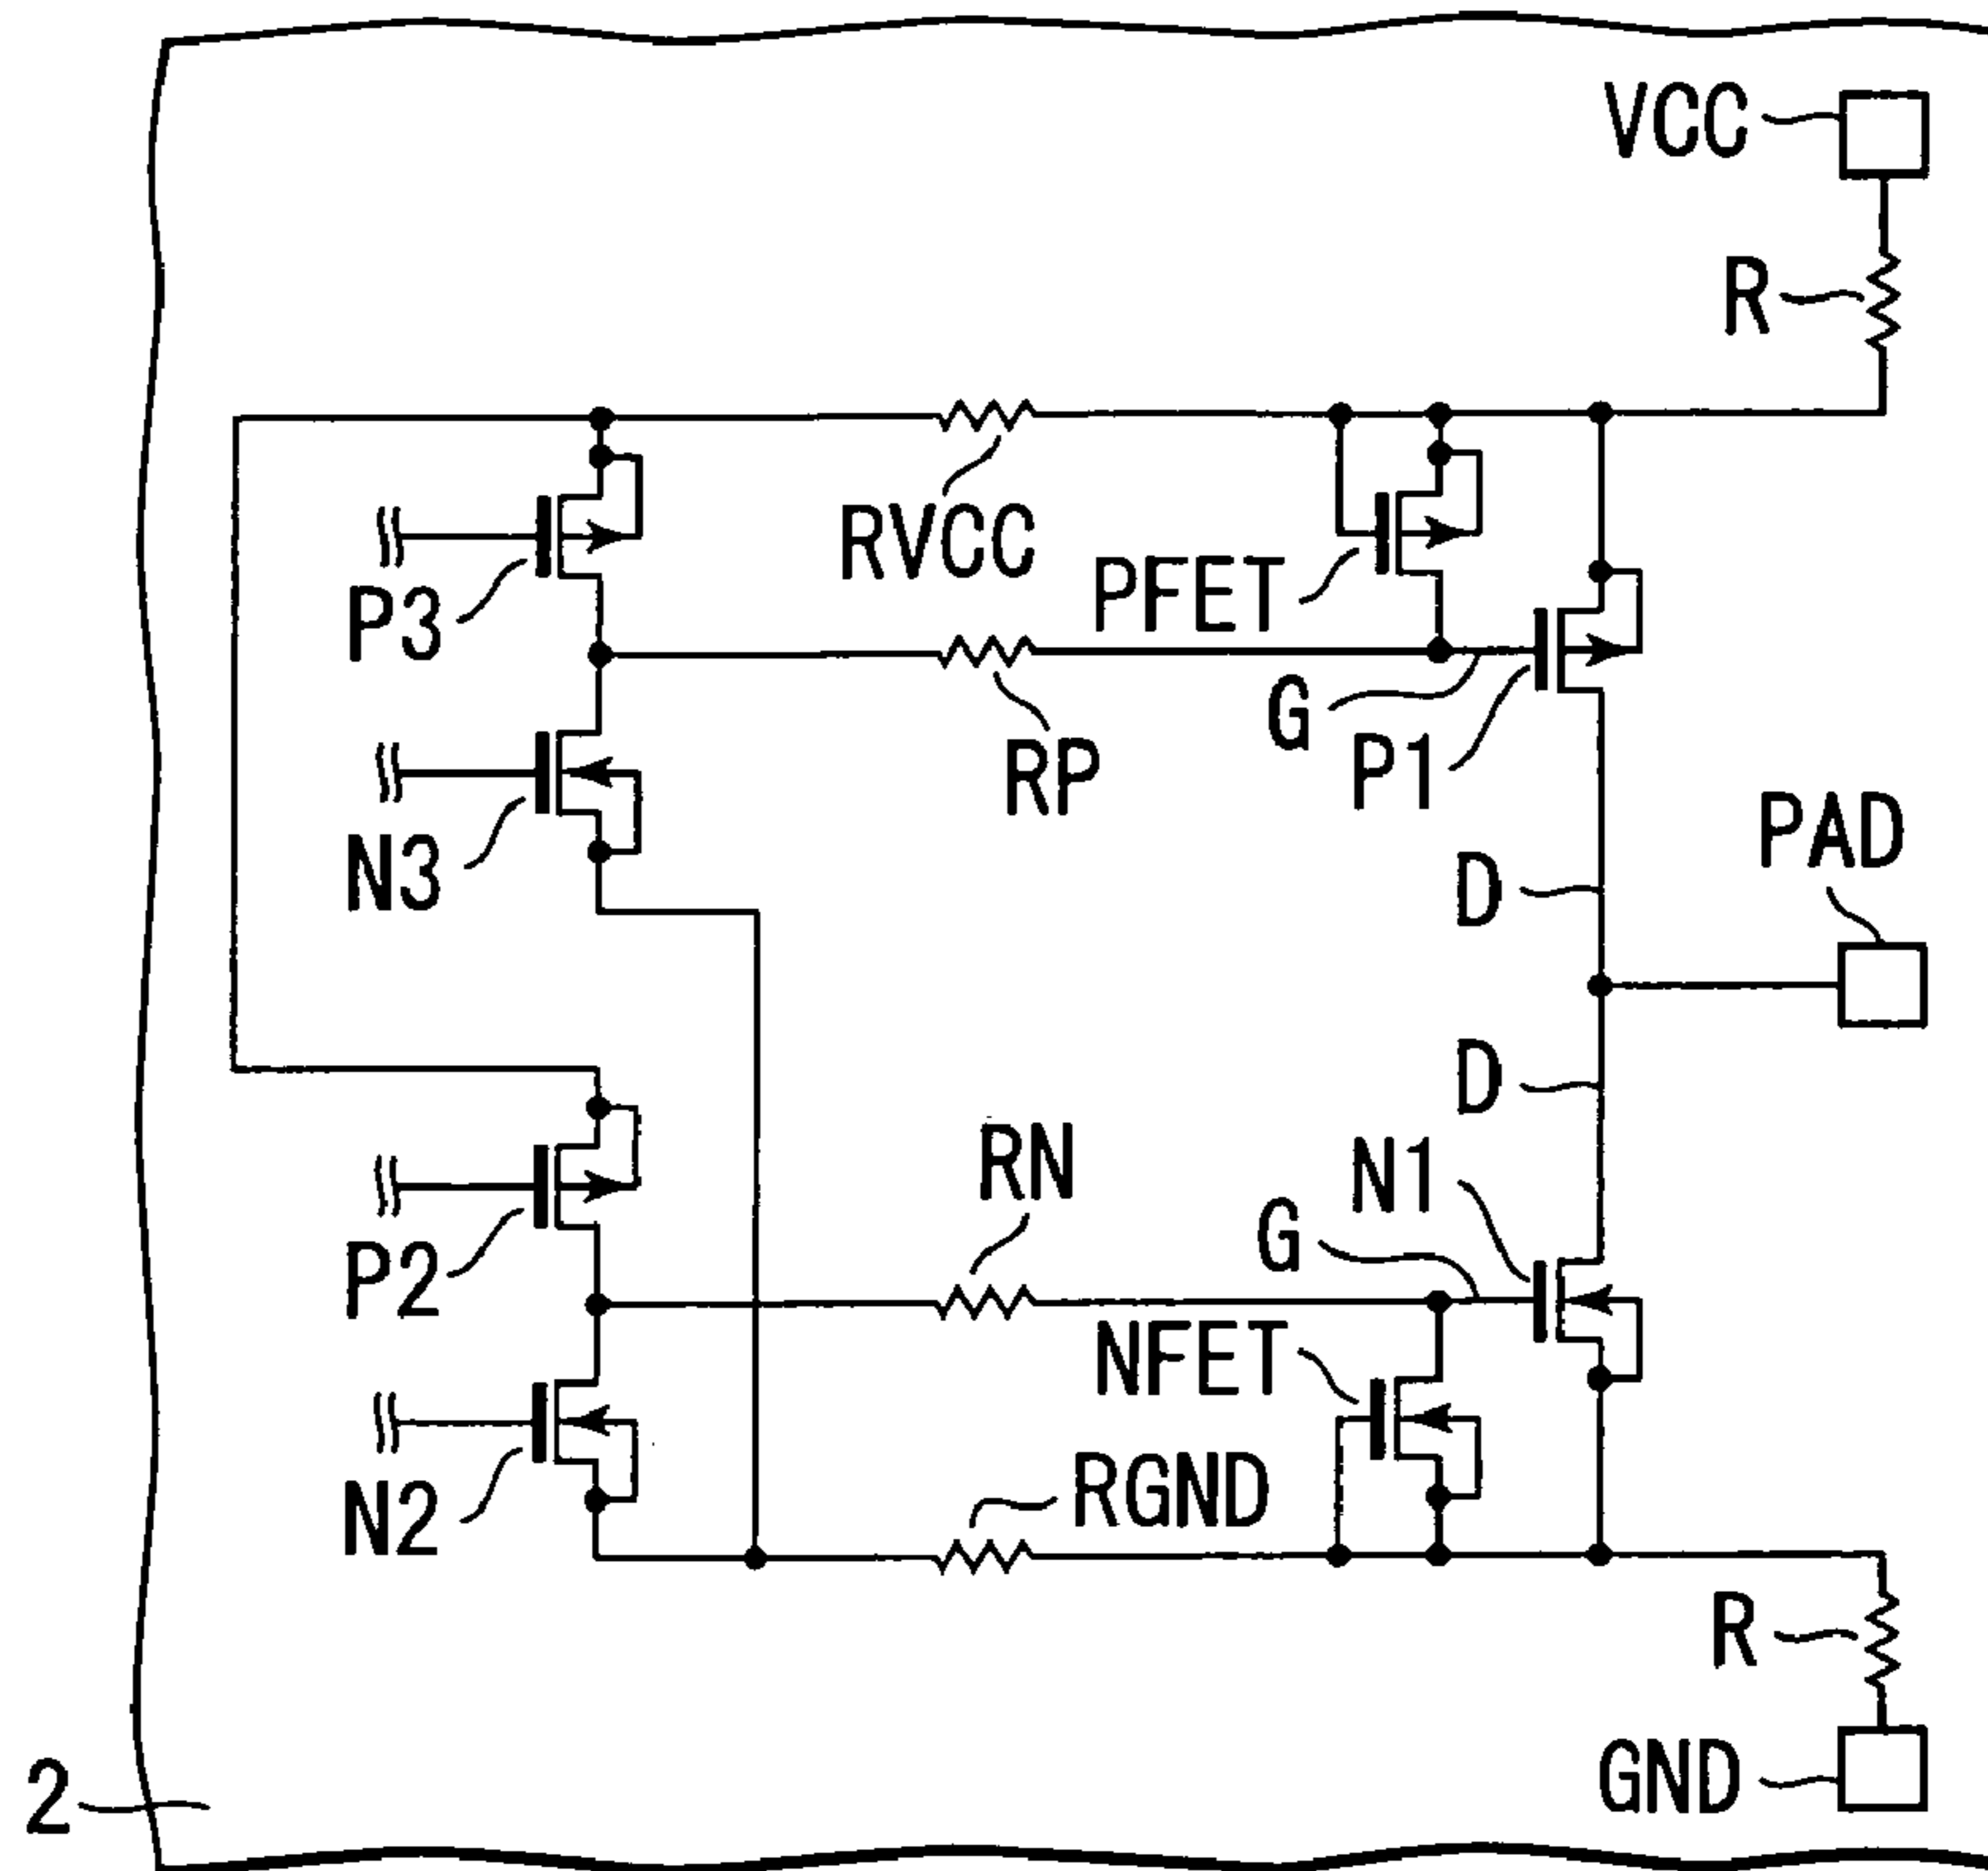 VCC
R
RVCC
PFET
P3
G
P1
RP
PAD
N3
D
D
RN
N1
G
P2
NFET
RGND
N2
R
GND
2